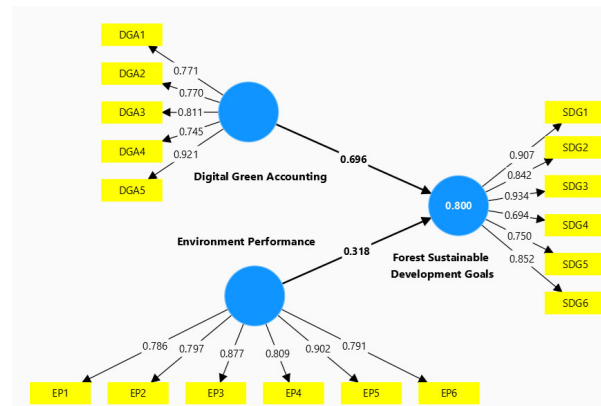 DGA1
DGA2
DGA3
DGA4
DGA5
0.771
0.770
0.811
0.745
0.921
Digital Green Accounting
0.696
SDG1
SDG2
SDG3
SDG4
SDG5
SDG6
0.907
0.842
0.934
0.694
0.750
0.852
0.800
Forest Sustainable
Development Goals
Environment Performance
0.318
0.786
0.797
0.877
0.809
0.902
0.791
EP1
EP2
EP3
EP4
EP5
EP6